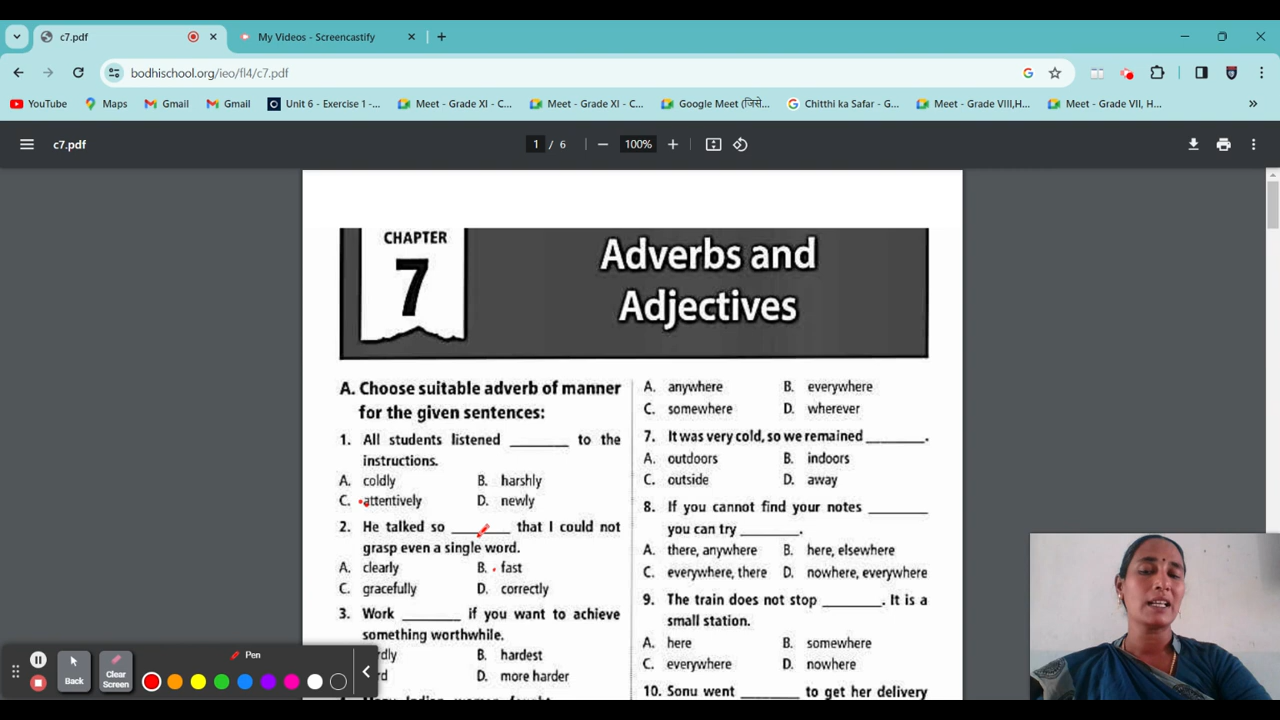 c7.pdf
My Videos - Screencastify
bodhischool.org/ieo/fl4/c7.pdf
YouTube
Maps
Gmail
Gmail
Unit 6 - Exercise 1 -...
Meet - Grade XI - C...
Meet - Grade XI - C...
Google Meet (जिसे...
Chitthi ka Safar - G...
Meet - Grade VIII,H...
Meet - Grade VII, H...
c7.pdf
1 / 6
100%
CHAPTER
7
Adverbs and
Adjectives
A. Choose suitable adverb of manner
for the given sentences:
1. All students listened ________ to the
instructions.
A. coldly B. harshly
C. attentively D. newly
2. He talked so ________ that I could not
grasp even a single word.
A. clearly B. fast
C. gracefully D. correctly
3. Work ________ if you want to achieve
something worthwhile.
B. hardest
D. more harder
A. anywhere B. everywhere
C. somewhere D. wherever
7. It was very cold, so we remained ________.
A. outdoors B. indoors
C. outside D. away
8. If you cannot find your notes ________
you can try ________.
A. there, anywhere B. here, elsewhere
C. everywhere, there D. nowhere, everywhere
9. The train does not stop ________. It is a
small station.
A. here B. somewhere
C. everywhere D. nowhere
10. Sonu went ________ to get her delivery
Pen
Back
Clear
Screen